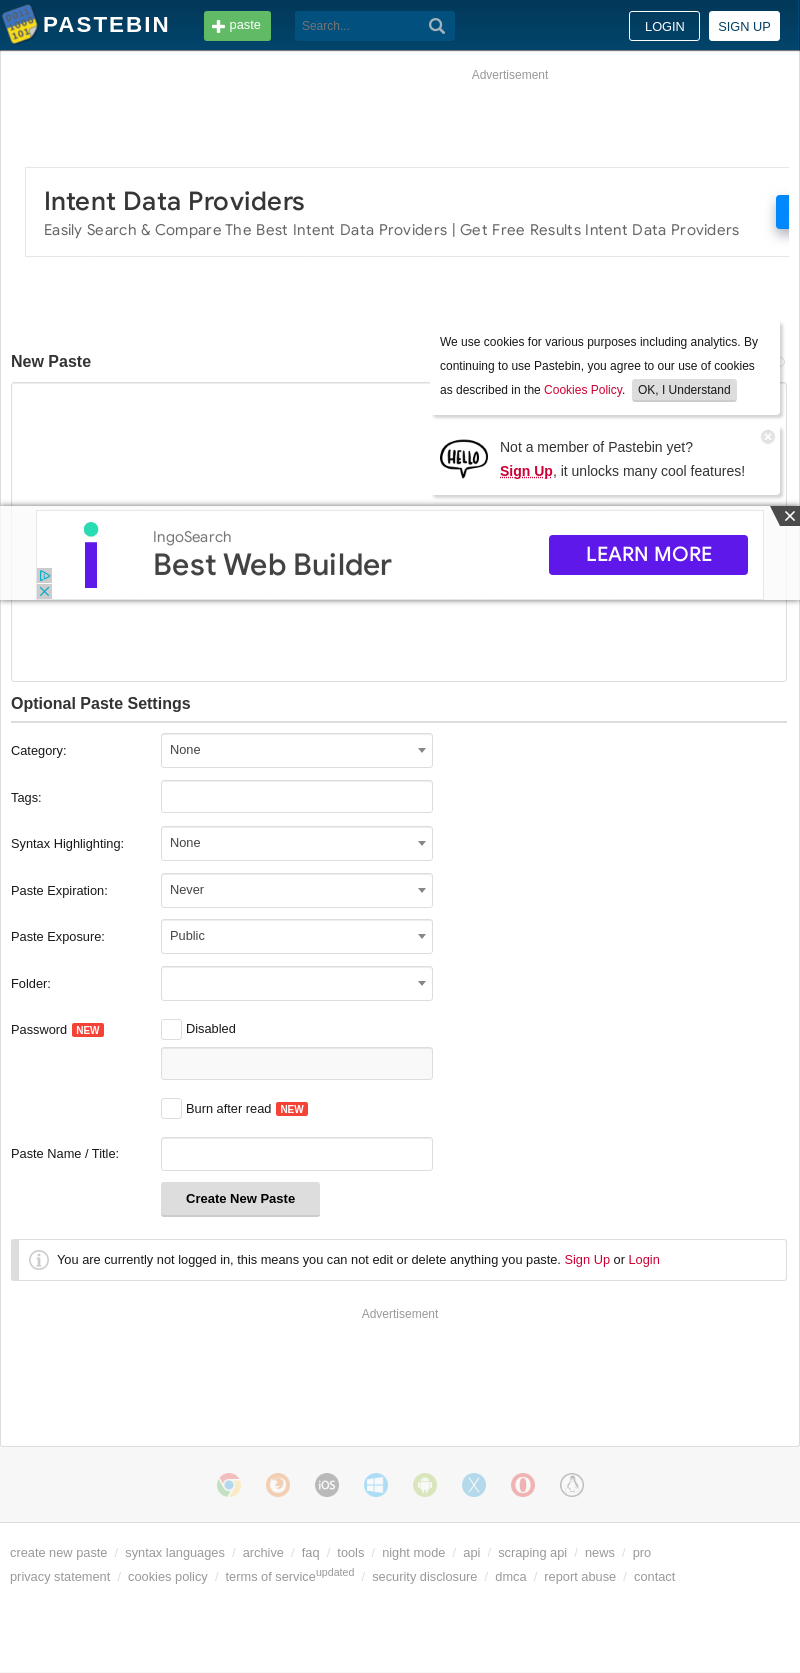 PASTEBIN
paste
Search...
LOGIN
SIGN UP
Advertisement
Intent Data Providers
Easily Search & Compare The Best Intent Data Providers | Get Free Results Intent Data Providers
New Paste
We use cookies for various purposes including analytics. By
continuing to use Pastebin, you agree to our use of cookies
as described in the Cookies Policy. OK, I Understand
HELLO
Not a member of Pastebin yet?
Sign Up, it unlocks many cool features!
IngoSearch
Best Web Builder
LEARN MORE
Optional Paste Settings
Category:
None
Tags:
Syntax Highlighting:
None
Paste Expiration:
Never
Paste Exposure:
Public
Folder:
Password NEW
Disabled
Burn after read NEW
Paste Name / Title:
Create New Paste
You are currently not logged in, this means you can not edit or delete anything you paste. Sign Up or Login
Advertisement
iOS
create new paste / syntax languages / archive / faq / tools / night mode / api / scraping api / news / pro
privacy statement / cookies policy / terms of service updated / security disclosure / dmca / report abuse / contact